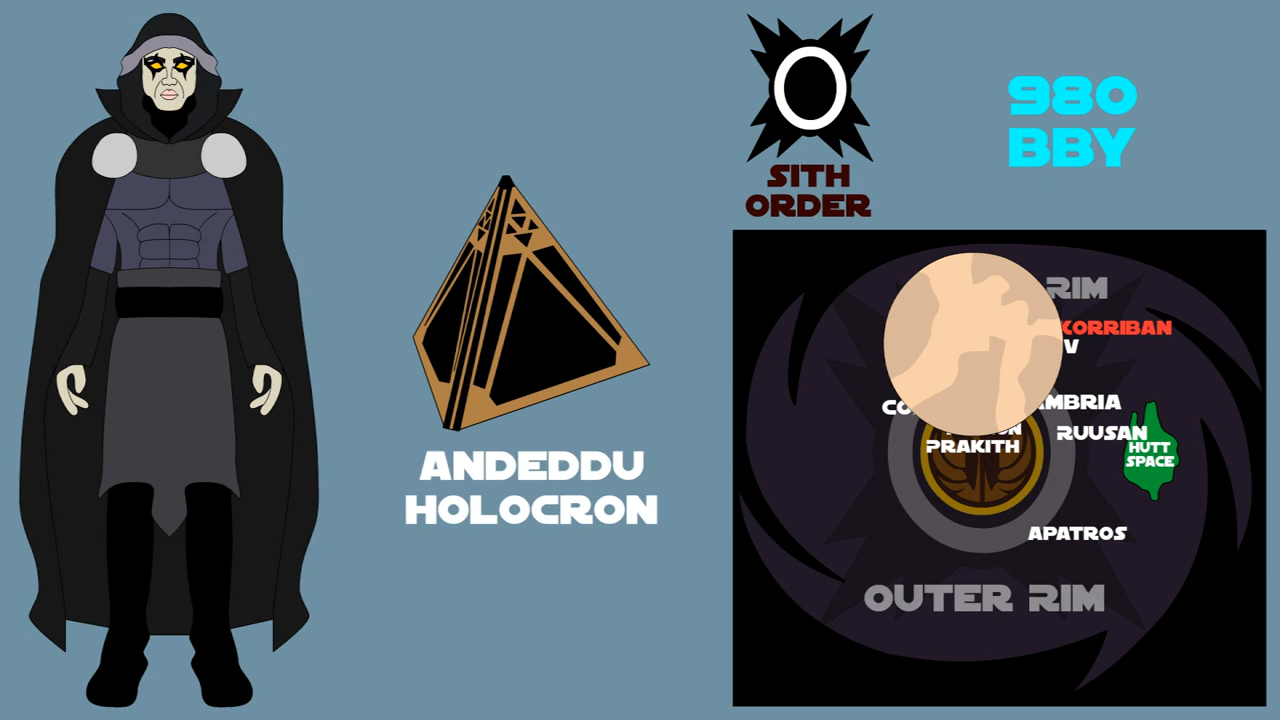 SITH
ORDER
980
BBY
ANDEDDU
HOLOCRON
RIM
KORRIBAN
V
AMBRIA
RUUSAN
PRAKITH
HUTT
SPACE
APATROS
OUTER RIM